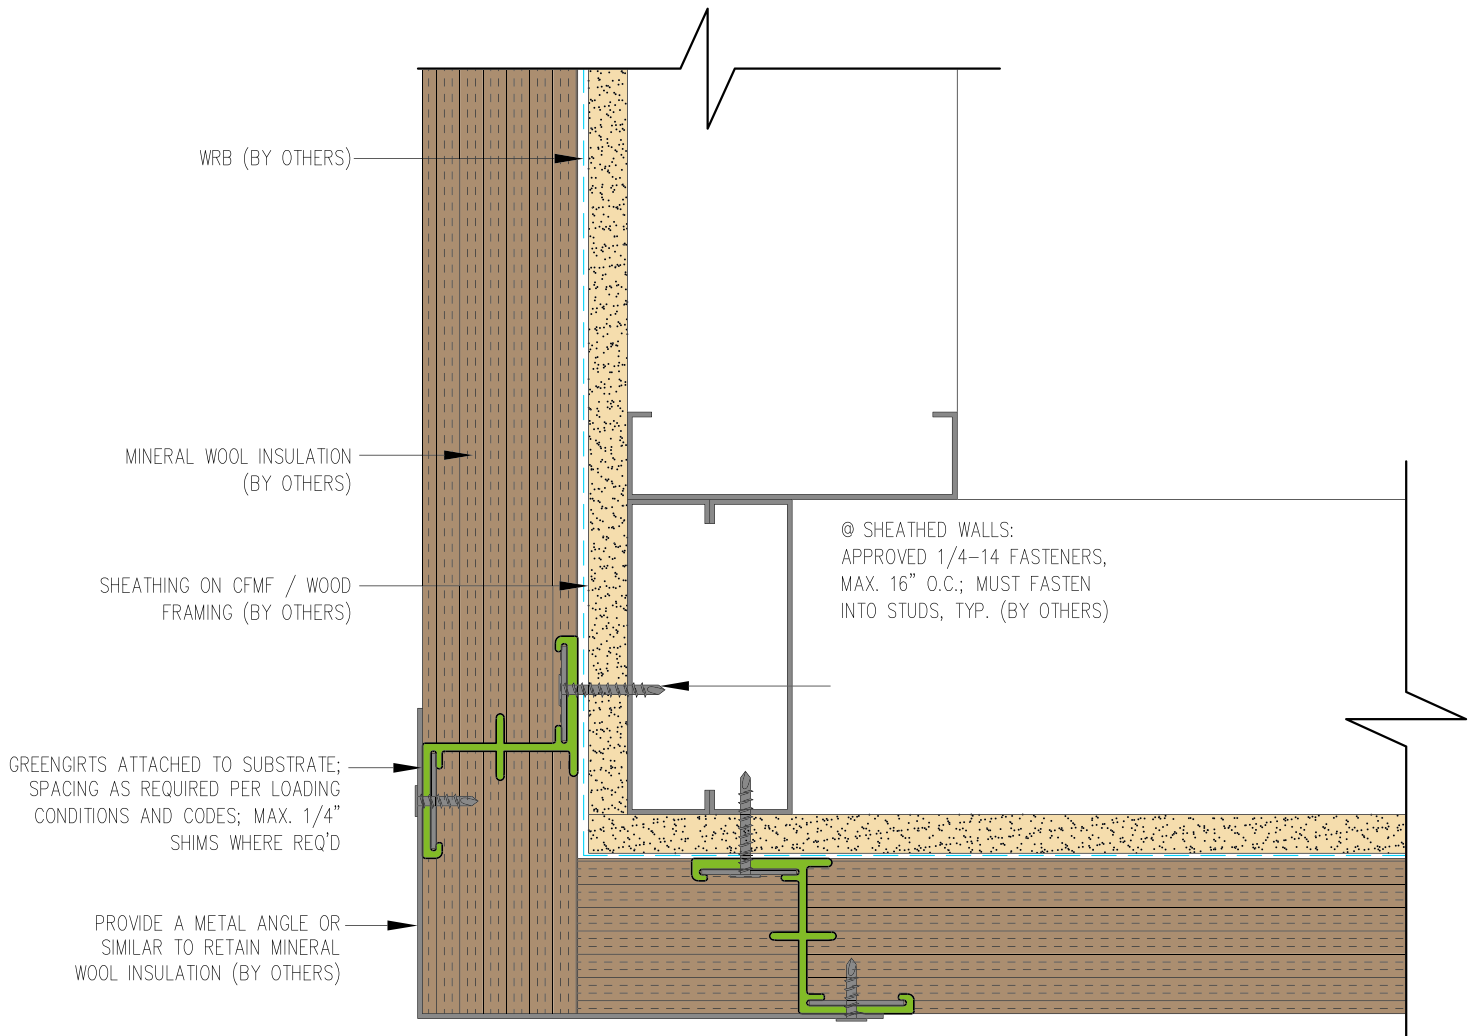 WRB (BY OTHERS)
MINERAL WOOL INSULATION
(BY OTHERS)
SHEATHING ON CFMF / WOOD
FRAMING (BY OTHERS)
@ SHEATHED WALLS:
APPROVED 1/4-14 FASTENERS,
MAX. 16" O.C.; MUST FASTEN
INTO STUDS, TYP. (BY OTHERS)
GREENGIRTS ATTACHED TO SUBSTRATE;
SPACING AS REQUIRED PER LOADING
CONDITIONS AND CODES; MAX. 1/4"
SHIMS WHERE REQ'D
PROVIDE A METAL ANGLE OR
SIMILAR TO RETAIN MINERAL
WOOL INSULATION (BY OTHERS)